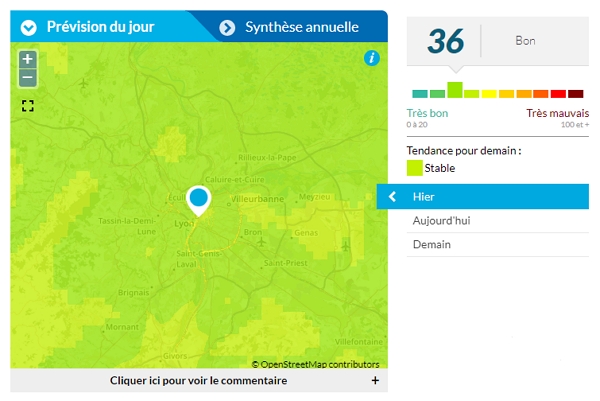 Prévision du jour
Synthèse annuelle
+
−
i
Rillieux-la-Pape
Caluire-et-Cuire
Écull
Villeurbanne
Meyzieu
Tassin-la-Demi-
Lune
Lyon
Bron
Genas
Saint-Genis-
Laval
Saint-Priest
Brignais
Mornant
Villefontaine
Givors
© OpenStreetMap contributors
Cliquer ici pour voir le commentaire +
36
Bon
Très bon
Très mauvais
0 à 20
100 et +
Tendance pour demain :
Stable
Hier
Aujourd'hui
Demain